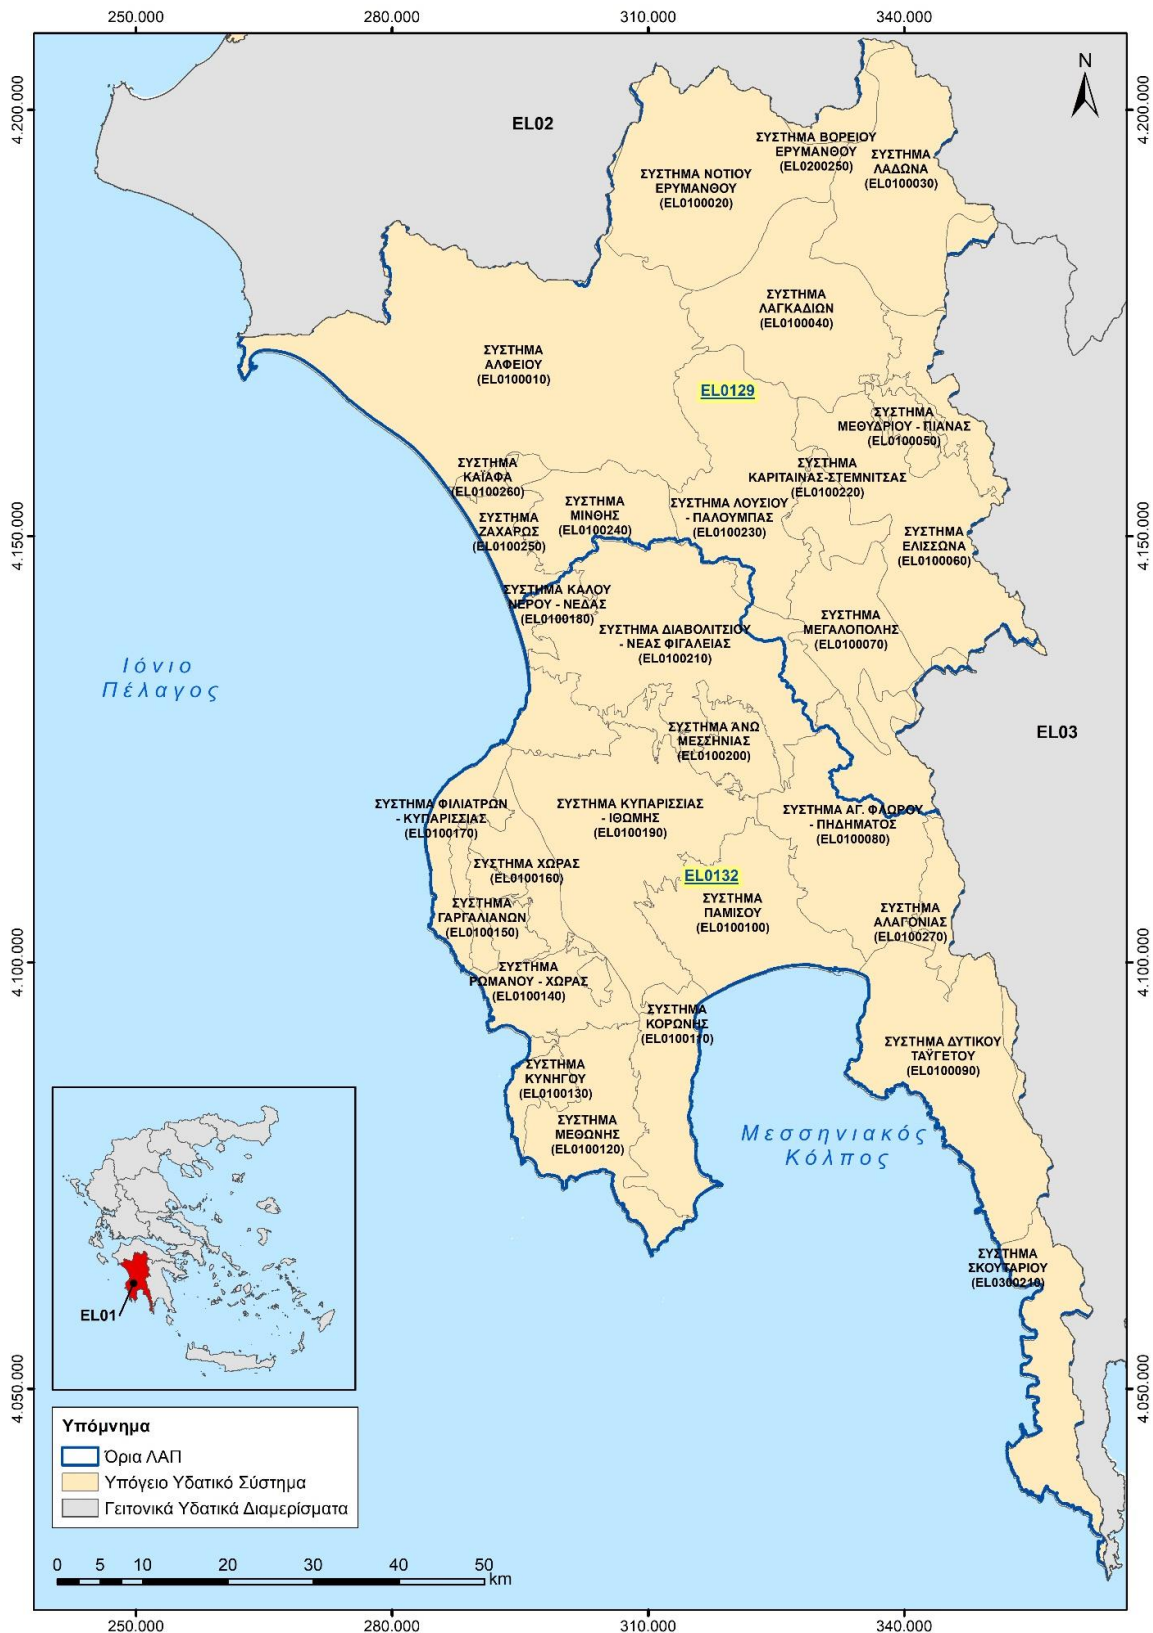 250.000
280.000
310.000
340.000
4.200.000
4.200.000
N
EL02
ΣΥΣΤΗΜΑ ΒΟΡΕΙΟΥ
ΕΡΥΜΑΝΘΟΥ
(EL0200250)
ΣΥΣΤΗΜΑ
ΛΑΔΩΝΑ
(EL0100030)
ΣΥΣΤΗΜΑ ΝΟΤΙΟΥ
ΕΡΥΜΑΝΘΟΥ
(EL0100020)
ΣΥΣΤΗΜΑ
ΛΑΓΚΑΔΙΩΝ
(EL0100040)
ΣΥΣΤΗΜΑ
ΑΛΦΕΙΟΥ
(EL0100010)
EL0129
ΣΥΣΤΗΜΑ
ΜΕΘΥΔΡΙΟΥ - ΠΙΑΝΑΣ
(EL0100050)
ΣΥΣΤΗΜΑ
ΚΑΪΑΦΑ
(EL0100260)
ΣΥΣΤΗΜΑ
ΚΑΡΙΤΑΙΝΑΣ-ΣΤΕΜΝΙΤΣΑΣ
(EL0100220)
ΣΥΣΤΗΜΑ
ΜΙΝΘΗΣ
(EL0100240)
ΣΥΣΤΗΜΑ ΛΟΥΣΙΟΥ
- ΠΑΛΟΥΜΠΑΣ
(EL0100230)
ΣΥΣΤΗΜΑ
ΖΑΧΑΡΩΣ
(EL0100250)
ΣΥΣΤΗΜΑ
ΕΛΙΣΣΩΝΑ
(EL0100060)
4.150.000
4.150.000
ΣΥΣΤΗΜΑ ΚΑΛΟΥ
ΝΕΡΟΥ - ΝΕΔΑΣ
(EL0100180)
ΣΥΣΤΗΜΑ ΔΙΑΒΟΛΙΤΣΙΟΥ
- ΝΕΑΣ ΦΙΓΑΛΕΙΑΣ
(EL0100210)
ΣΥΣΤΗΜΑ
ΜΕΓΑΛΟΠΟΛΗΣ
(EL0100070)
Ιόνιο
Πέλαγος
ΣΥΣΤΗΜΑ ΆΝΩ
ΜΕΣΣΗΝΙΑΣ
(EL0100200)
EL03
ΣΥΣΤΗΜΑ ΦΙΛΙΑΤΡΩΝ
- ΚΥΠΑΡΙΣΣΙΑΣ
(EL0100170)
ΣΥΣΤΗΜΑ ΚΥΠΑΡΙΣΣΙΑΣ
- ΙΘΩΜΗΣ
(EL0100190)
ΣΥΣΤΗΜΑ ΑΓ. ΦΛΩΡΟΥ
- ΠΗΔΗΜΑΤΟΣ
(EL0100080)
ΣΥΣΤΗΜΑ ΧΩΡΑΣ
(EL0100160)
EL0132
ΣΥΣΤΗΜΑ
ΠΑΜΙΣΟΥ
(EL0100100)
ΣΥΣΤΗΜΑ
ΓΑΡΓΑΛΙΑΝΩΝ
(EL0100150)
ΣΥΣΤΗΜΑ
ΑΛΑΓΟΝΙΑΣ
(EL0100270)
4.100.000
4.100.000
ΣΥΣΤΗΜΑ
ΡΩΜΑΝΟΥ - ΧΩΡΑΣ
(EL0100140)
ΣΥΣΤΗΜΑ
ΚΟΡΩΝΗΣ
(EL0100110)
ΣΥΣΤΗΜΑ ΔΥΤΙΚΟΥ
ΤΑΫΓΕΤΟΥ
(EL0100090)
ΣΥΣΤΗΜΑ
ΚΥΝΗΓΟΥ
(EL0100130)
ΣΥΣΤΗΜΑ
ΜΕΘΩΝΗΣ
(EL0100120)
Μεσσηνιακός
Κόλπος
ΣΥΣΤΗΜΑ
ΣΚΟΥΤΑΡΙΟΥ
(EL0300210)
EL01
4.050.000
4.050.000
Υπόμνημα
Όρια ΛΑΠ
Υπόγειο Υδατικό Σύστημα
Γειτονικά Υδατικά Διαμερίσματα
0 5 10 20 30 40 50
km
250.000
280.000
310.000
340.000